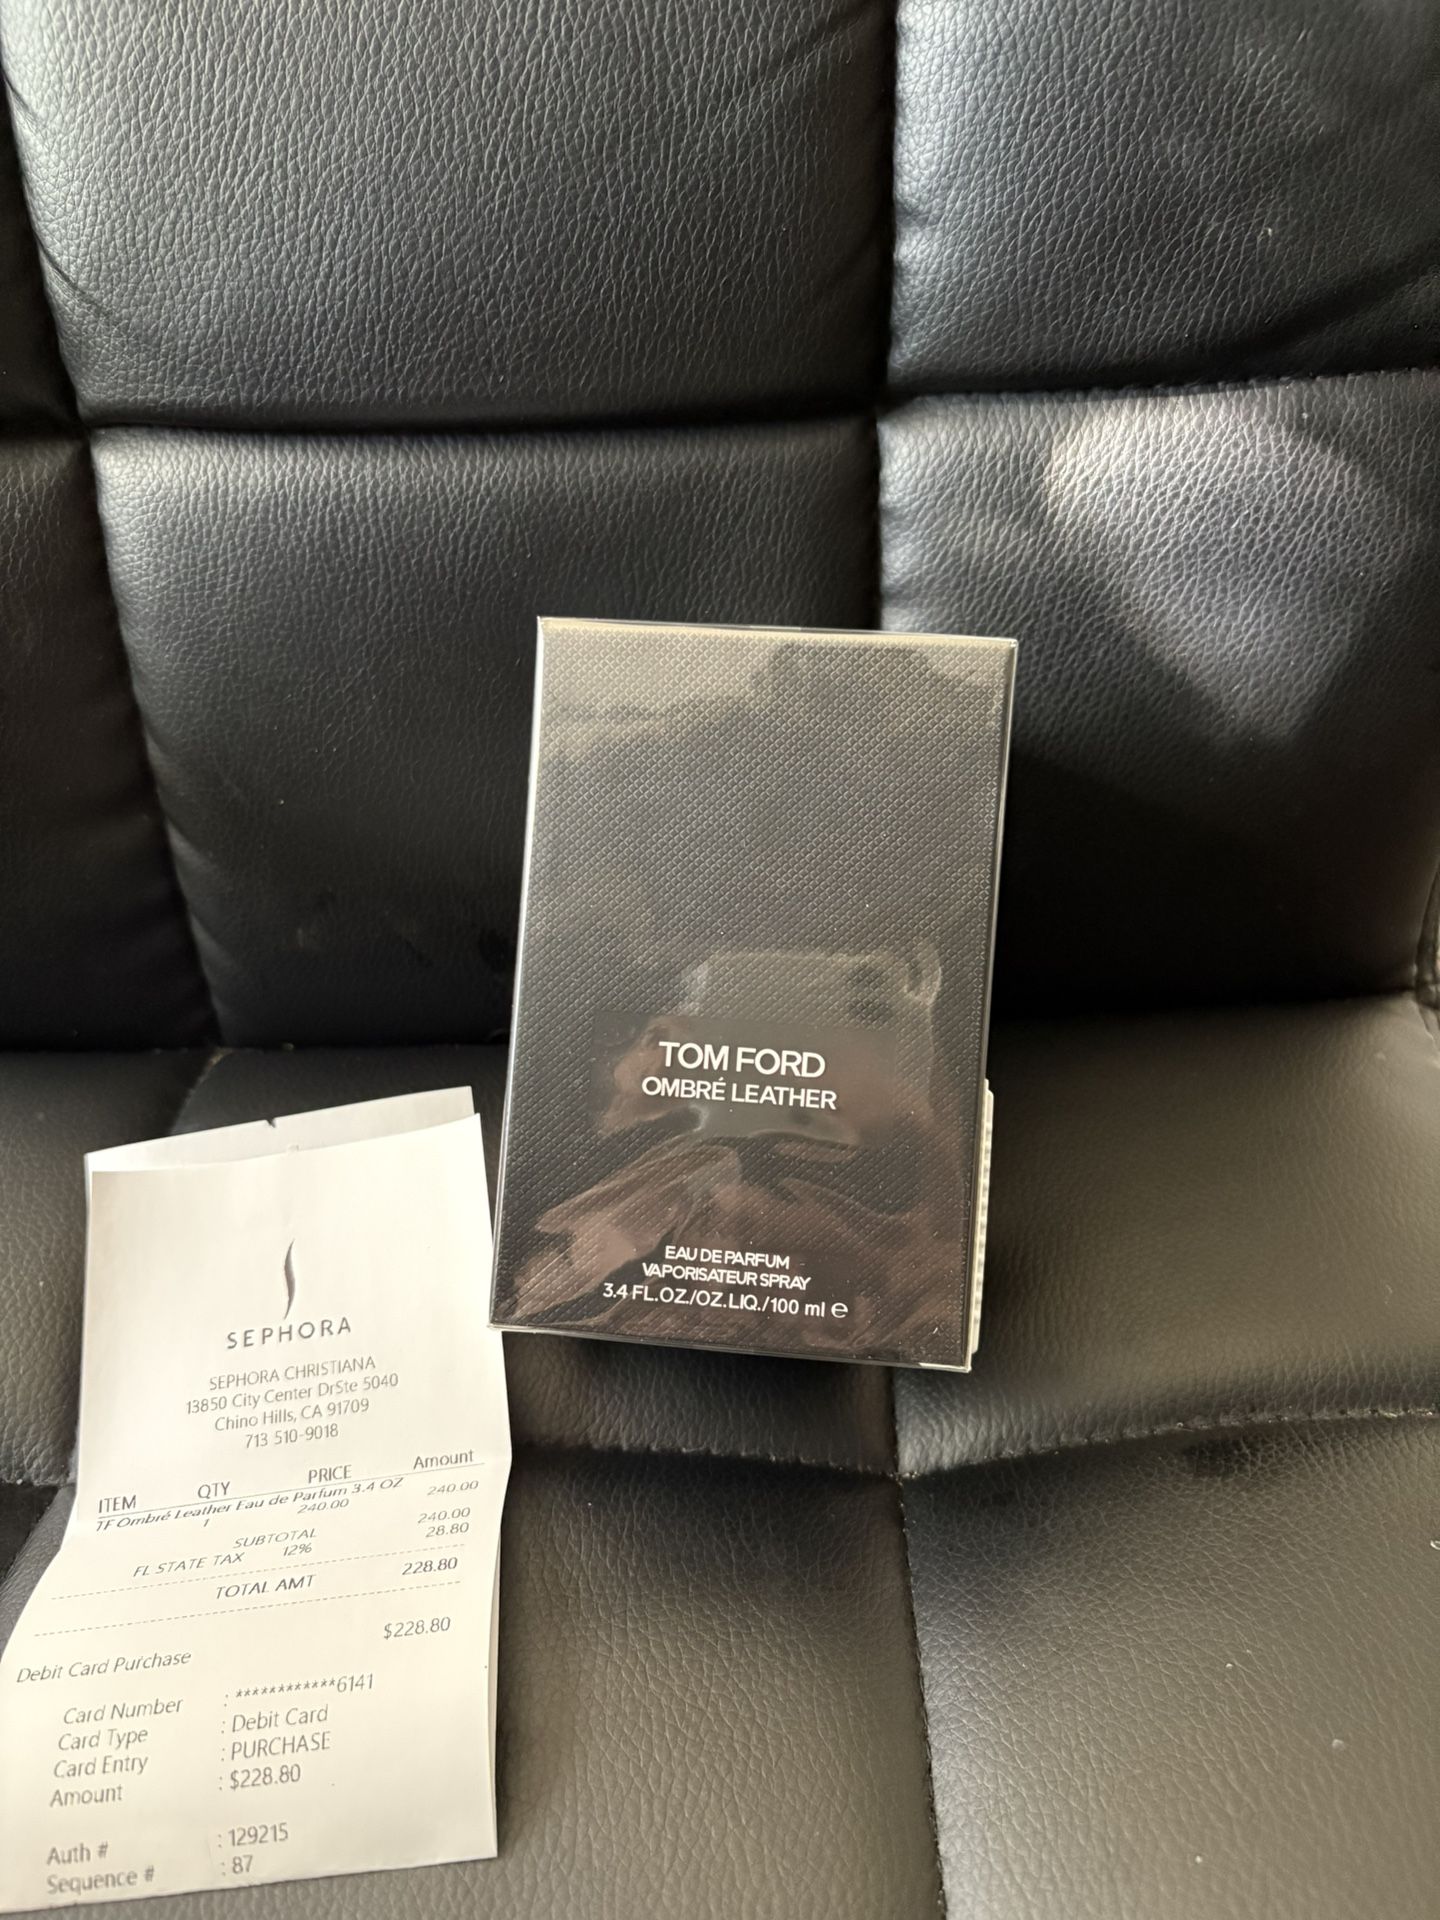 TOM FORD
OMBRÉ LEATHER
EAU DE PARFUM
VAPORISATEUR SPRAY
3.4 FL.OZ./OZ.LIQ./100 ml ℮
SEPHORA
SEPHORA CHRISTIANA
13850 City Center DrSte 5040
Chino Hills, CA 91709
713 510-9018
ITEM QTY PRICE Amount
TF Ombré Leather Eau de Parfum 3.4 OZ
1 240.00 240.00
SUBTOTAL 240.00
FL STATE TAX 12% 28.80
TOTAL AMT 228.80
$228.80
Debit Card Purchase
Card Number : ************6141
Card Type : Debit Card
Card Entry : PURCHASE
Amount : $228.80
Auth # : 129215
Sequence # : 87